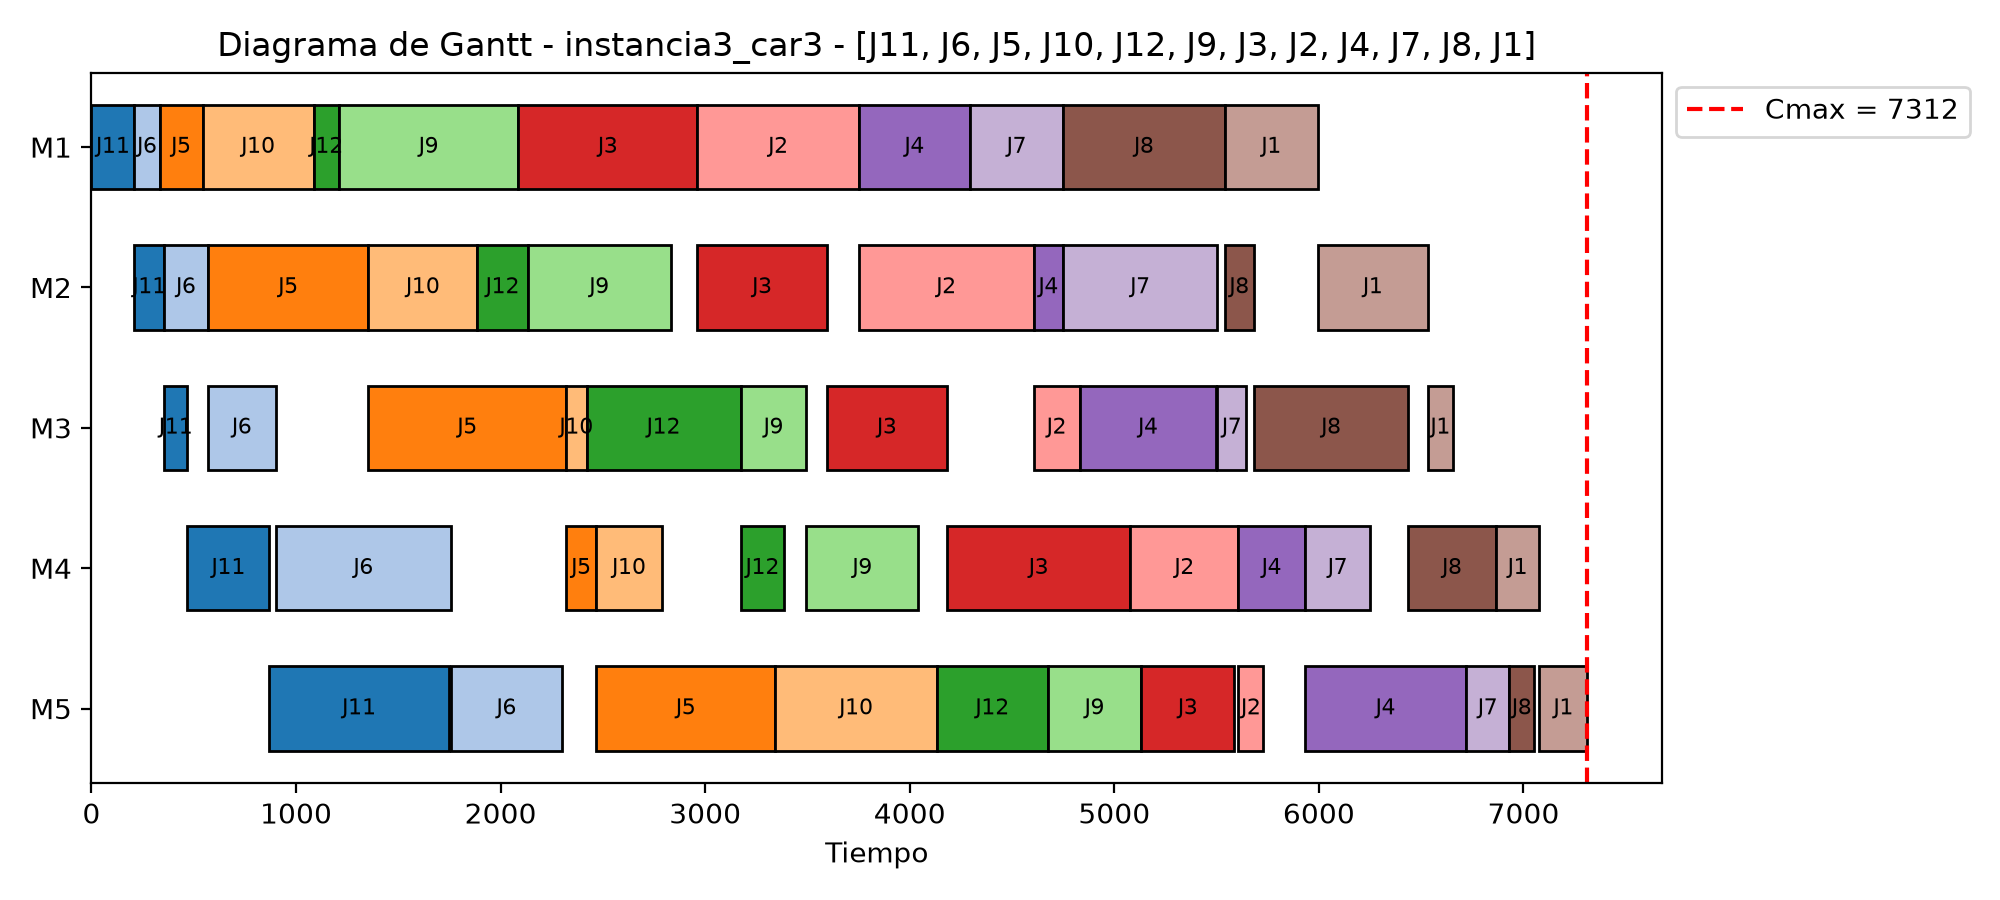 Diagrama de Gantt - instancia3_car3 - [J11, J6, J5, J10, J12, J9, J3, J2, J4, J7, J8, J1]
Cmax = 7312
M1 J11 J6 J5 J10 J12 J9 J3 J2 J4 J7 J8 J1
M2 J11 J6 J5 J10 J12 J9 J3 J2 J4 J7 J8 J1
M3 J11 J6 J5 J10 J12 J9 J3 J2 J4 J7 J8 J1
M4 J11 J6 J5 J10 J12 J9 J3 J2 J4 J7 J8 J1
M5 J11 J6 J5 J10 J12 J9 J3 J2 J4 J7 J8 J1
0 1000 2000 3000 4000 5000 6000 7000
Tiempo